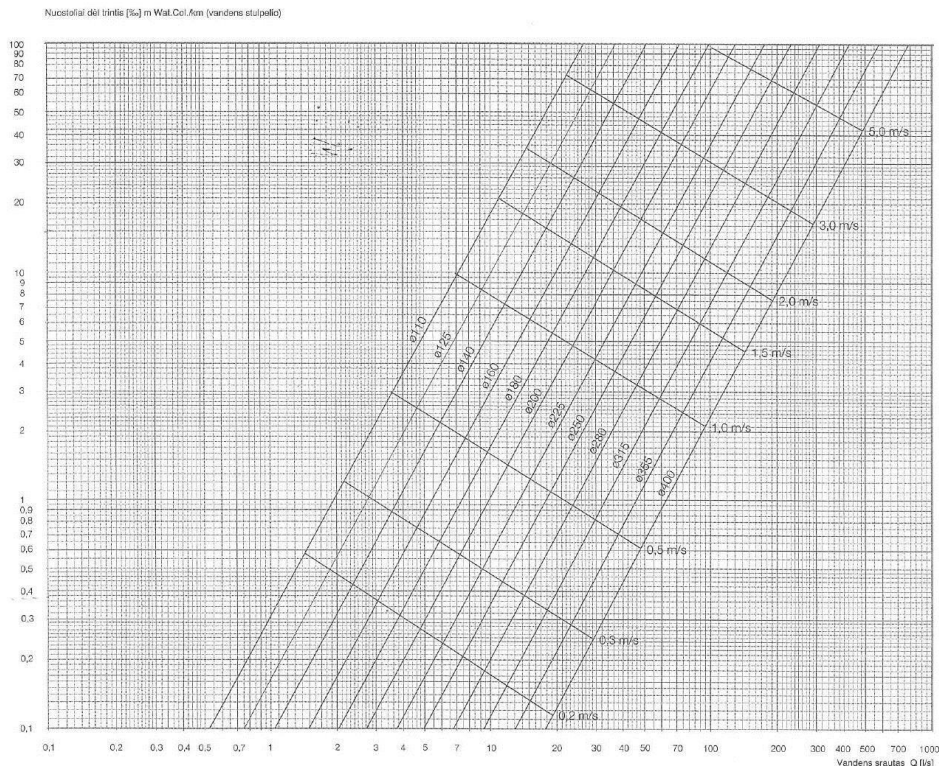 Nuostoliai dėl trintis [‰] m Wat.Col./km (vandens stulpelio)
100
90
80
70
60
50
40
30
20
10
9
8
7
6
5
4
3
2
1
0,9
0,8
0,7
0,6
0,5
0,4
0,3
0,2
0,1
ø110
ø125
ø140
ø160
ø180
ø200
ø225
ø250
ø280
ø315
ø355
ø400
5,0 m/s
3,0 m/s
2,0 m/s
1,5 m/s
1,0 m/s
0,5 m/s
0,3 m/s
0,2 m/s
0,1 0,2 0,3 0,4 0,5 0,7 1 2 3 4 5 7 10 20 30 40 50 70 100 200 300 400 500 600 800 1000
Vandens srautas Q [l/s]